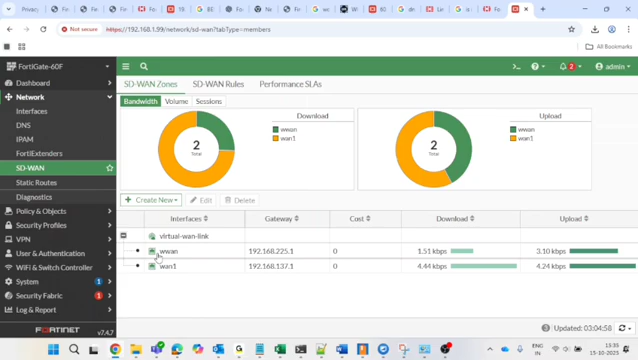 Privacy
Not secure https://192.168.1.99/network/sd-wan?tabType=members
All Bookmarks
FortiGate-60F
>_
2
admin
Dashboard
Network
Interfaces
DNS
IPAM
FortiExtenders
SD-WAN
Static Routes
Diagnostics
Policy & Objects
Security Profiles
VPN
User & Authentication
WiFi & Switch Controller
System 1
Security Fabric 1
Log & Report
FORTINET v7.4.7
SD-WAN Zones SD-WAN Rules Performance SLAs
Bandwidth Volume Sessions
Download
2
Total
wwan
wan1
Upload
2
Total
wwan
wan1
+ Create New Edit Delete
Interfaces Gateway Cost Download Upload
virtual-wan-link
wwan 192.168.225.1 0 1.51 kbps 3.10 kbps
wan1 192.168.137.1 0 4.44 kbps 4.24 kbps
Updated: 03:04:58
ENG
IN
15:35
15-10-2025